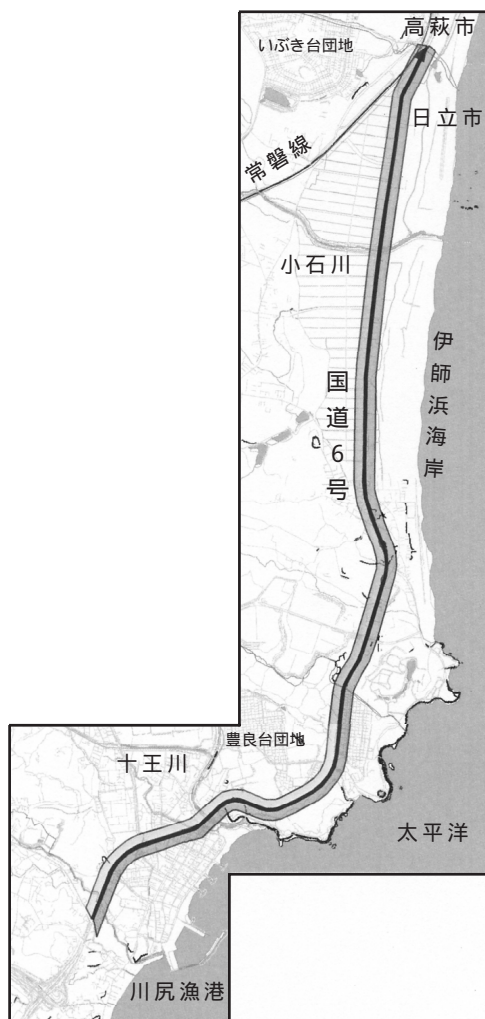 高萩市
いぶき台団地
日立市
常磐線
小石川
伊師浜海岸
国道6号
豊良台団地
十王川
太平洋
川尻漁港